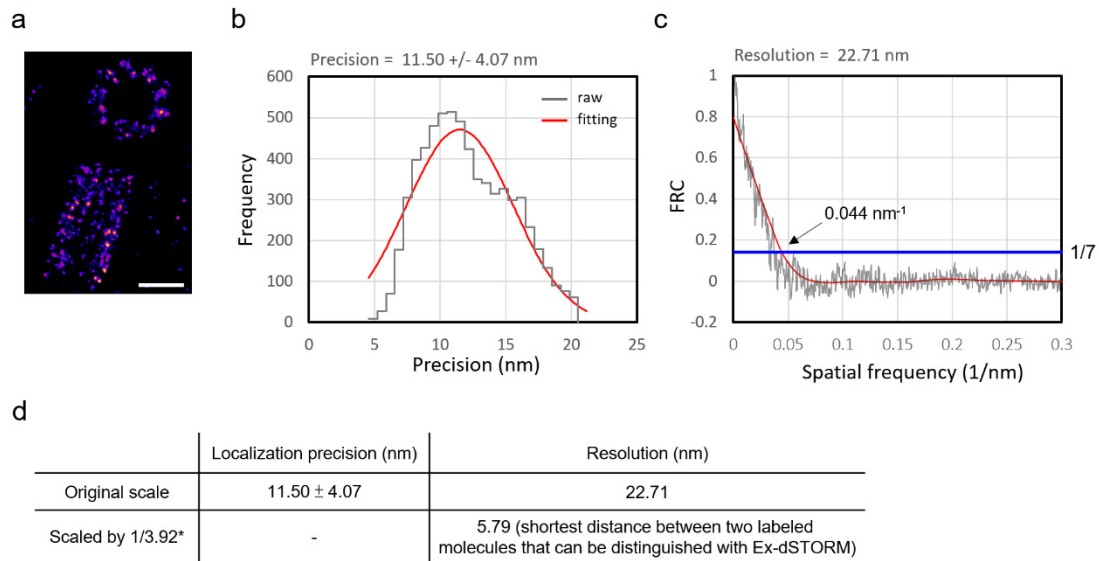 a
b
c
Precision = 11.50 +/- 4.07 nm
600
500
400
300
200
100
0
Frequency
raw
fitting
0
5
10
15
20
25
Precision (nm)
Resolution = 22.71 nm
1
0.8
0.6
0.4
0.2
0
-0.2
FRC
0.044 nm⁻¹
1/7
0
0.05
0.1
0.15
0.2
0.25
0.3
Spatial frequency (1/nm)
d
Localization precision (nm) Resolution (nm)
Original scale 11.50 ± 4.07 22.71
Scaled by 1/3.92* - 5.79 (shortest distance between two labeled
molecules that can be distinguished with Ex-dSTORM)